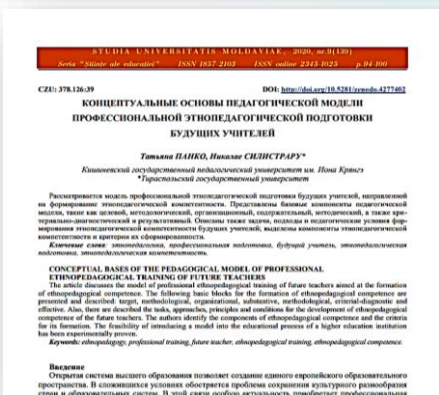 STUDIA UNIVERSITATIS MOLDAVIAE, 2020, nr.9(139)
Seria "Științe ale educației" ISSN 1857-2103 ISSN online 2345-1025 p.94-100
CZU: 378.126:39 DOI: http://doi.org/10.5281/zenodo.4277402
КОНЦЕПТУАЛЬНЫЕ ОСНОВЫ ПЕДАГОГИЧЕСКОЙ МОДЕЛИ
ПРОФЕССИОНАЛЬНОЙ ЭТНОПЕДАГОГИЧЕСКОЙ ПОДГОТОВКИ
БУДУЩИХ УЧИТЕЛЕЙ
Татьяна ПАНКО, Николае СИЛИСТРАРУ*
Кишиневский государственный педагогический университет им. Иона Крянгэ
*Тираспольский государственный университет
Рассматривается модель профессиональной этнопедагогической подготовки будущих учителей, направленной
на формирование этнопедагогической компетентности. Представлены базовые компоненты педагогической
модели, такие как целевой, методологический, организационный, содержательный, методический, а также кри-
териально-диагностический и результативный. Описаны также задачи, подходы и педагогические условия фор-
мирования этнопедагогической компетентности будущих учителей; выделены компоненты этнопедагогической
компетентности и критерии их сформированности.
Ключевые слова: этнопедагогика, профессиональная подготовка, будущий учитель, этнопедагогическая
подготовка, этнопедагогическая компетентность.
CONCEPTUAL BASES OF THE PEDAGOGICAL MODEL OF PROFESSIONAL
ETHNOPEDAGOGICAL TRAINING OF FUTURE TEACHERS
The article discusses the model of professional ethnopedagogical training of future teachers aimed at the formation
of ethnopedagogical competence. The following basic blocks for the formation of ethnopedagogical competence are
presented and described: target, methodological, organizational, substantive, methodological, criterial-diagnostic and
effective. Also, there are described the tasks, approaches, principles and conditions for the development of ethnopedagogical
competence of the future teachers. The authors identify the components of ethnopedagogical competence and the criteria
for its formation. The feasibility of introducing a model into the educational process of a higher education institution
has been experimentally proven.
Keywords: ethnopedagogy, professional training, future teacher, ethnopedagogical training, ethnopedagogical competence.
Введение
Открытая система высшего образования позволяет создание единого европейского образовательного
пространства. В сложившихся условиях обостряется проблема сохранения культурного разнообразия
стран и образовательных систем. В этой связи особую актуальность приобретает профессиональная